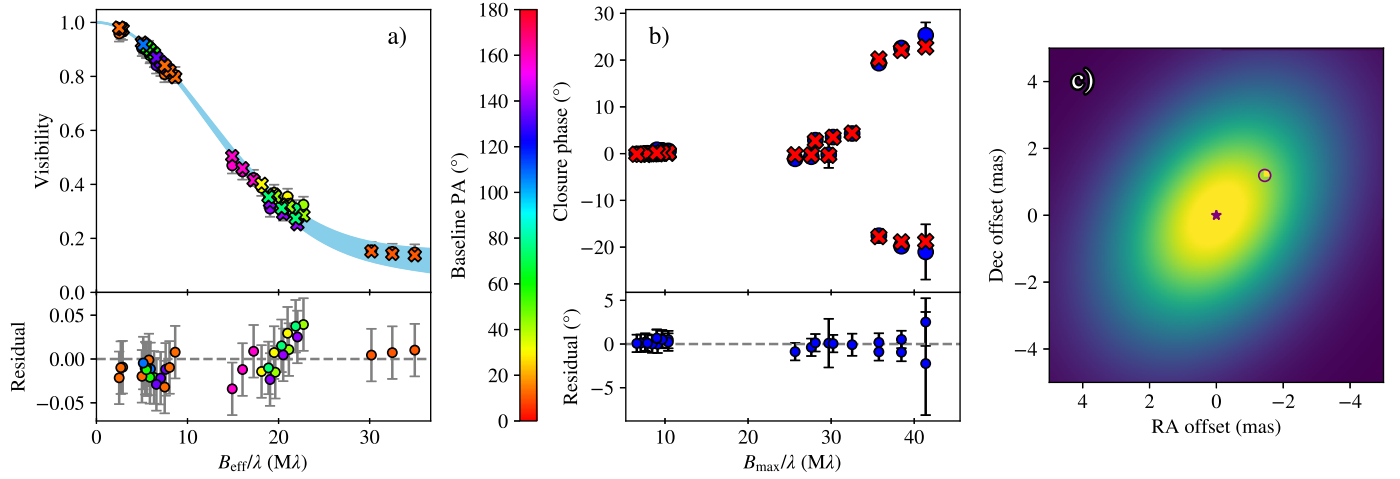 a)
1.0
0.8
0.6
0.4
0.2
0.0
Visibility
0.05
0.00
−0.05
Residual
0 10 20 30
B_eff/λ (Mλ)
180
160
140
120
100
80
60
40
20
0
Baseline PA (°)
b)
30
20
10
0
−10
−20
Closure phase (°)
5
0
−5
Residual (°)
10 20 30 40
B_max/λ (Mλ)
c)
4
2
0
−2
−4
Dec offset (mas)
4 2 0 −2 −4
RA offset (mas)